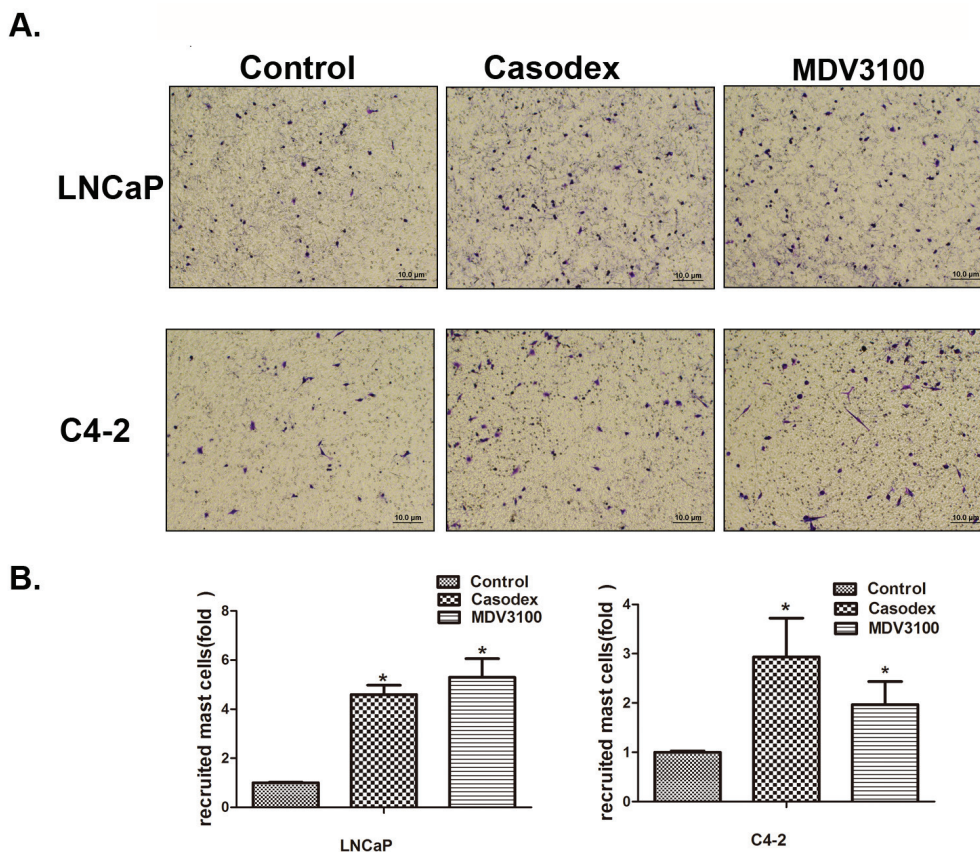 A.
Control Casodex MDV3100
LNCaP
10.0 µm 10.0 µm 10.0 µm
C4-2
10.0 µm 10.0 µm 10.0 µm
B.
recruited mast cells(fold )
8
6
4
2
0
Control
Casodex
MDV3100
* *
LNCaP
recruited mast cells(fold )
4
3
2
1
0
Control
Casodex
MDV3100
* *
C4-2